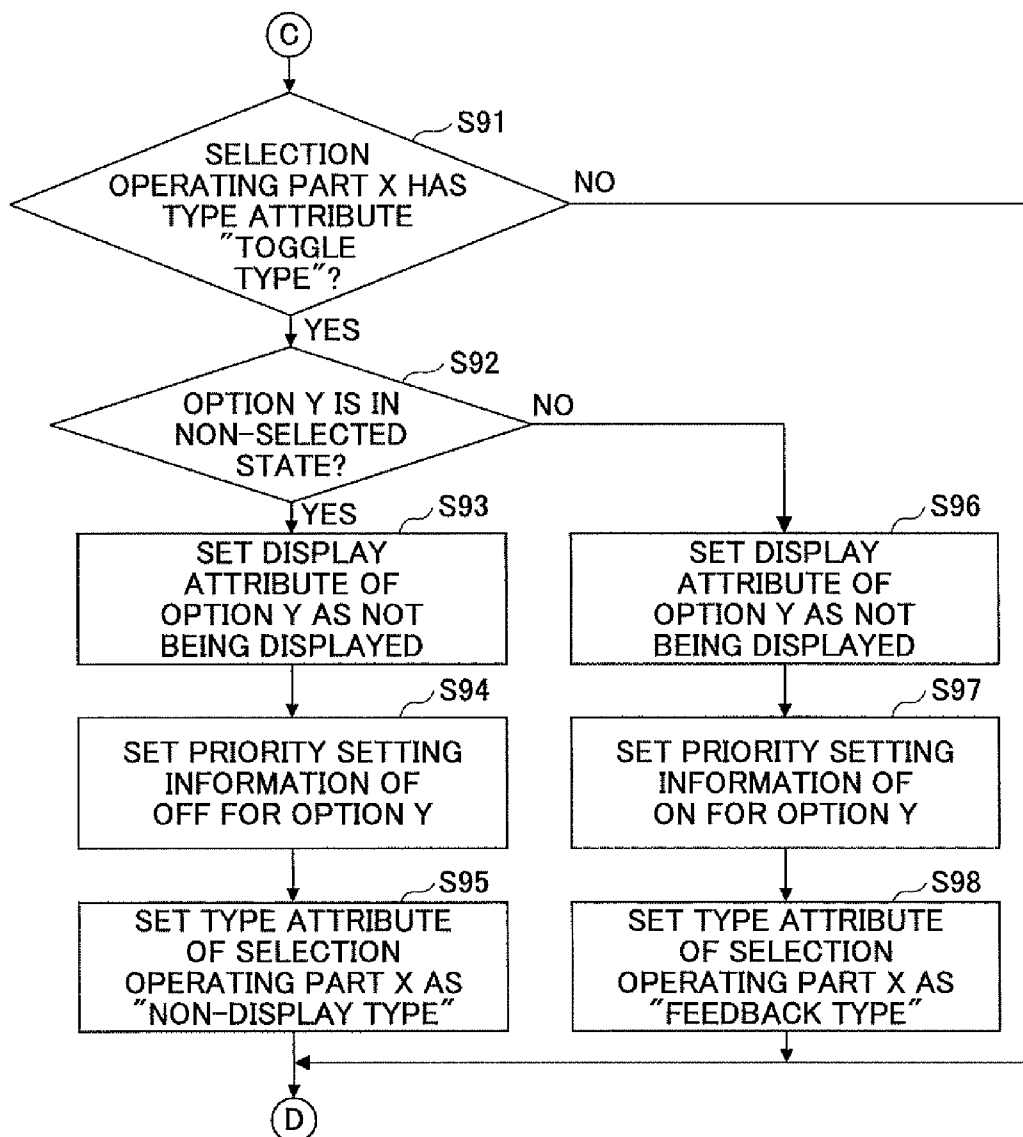 C
S91
SELECTION
OPERATING PART X HAS
TYPE ATTRIBUTE
"TOGGLE
TYPE"?
NO
YES
S92
OPTION Y IS IN
NON-SELECTED
STATE?
NO
YES
S93
SET DISPLAY
ATTRIBUTE OF
OPTION Y AS NOT
BEING DISPLAYED
S96
SET DISPLAY
ATTRIBUTE OF
OPTION Y AS NOT
BEING DISPLAYED
S94
SET PRIORITY SETTING
INFORMATION OF
OFF FOR OPTION Y
S97
SET PRIORITY SETTING
INFORMATION OF
ON FOR OPTION Y
S95
SET TYPE ATTRIBUTE
OF SELECTION
OPERATING PART X AS
"NON-DISPLAY TYPE"
S98
SET TYPE ATTRIBUTE
OF SELECTION
OPERATING PART X AS
"FEEDBACK TYPE"
D